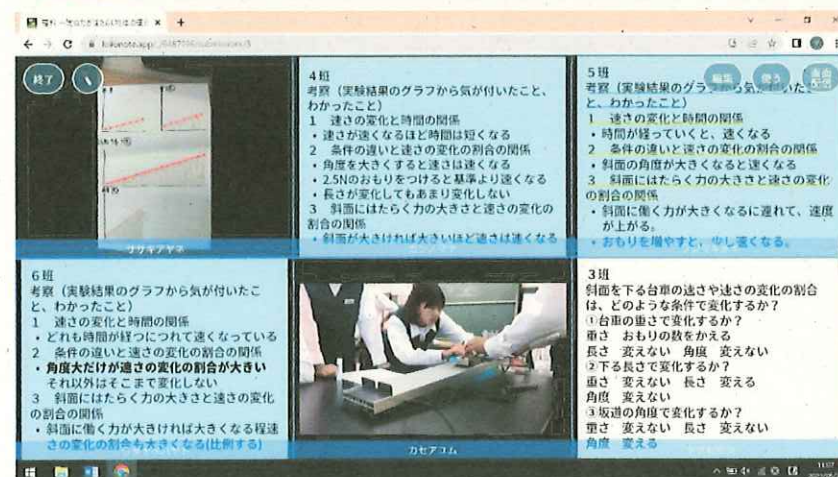 終了
4班
考察（実験結果のグラフから気が付いたこと、
わかったこと）
1 速さの変化と時間の関係
・速さが速くなるほど時間は短くなる
2 条件の違いと速さの変化の割合の関係
・角度を大きくすると速さは速くなる
・2.5Nのおもりをつけると基準より速くなる
・長さが変化してもあまり変化しない
3 斜面にはたらく力の大きさと速さの変化の
割合の関係
・斜面が大きければ大きいほど速さは速くなる
5班
考察（実験結果のグラフから気が付いたこ
と、わかったこと）
1 速さの変化と時間の関係
・時間が経っていくと、速くなる
2 条件の違いと速さの変化の割合の関係
・斜面の角度が大きくなると速くなる
3 斜面にはたらく力の大きさと速さの変化
の割合の関係
・斜面に働く力が大きくなるに連れて、速度
が上がる。
・おもりを増やすと、少し速くなる。
ササキアヤネ
6班
考察（実験結果のグラフから気が付いたこ
と、わかったこと）
1 速さの変化と時間の関係
・どれも時間が経つにつれて速くなっている
2 条件の違いと速さの変化の割合の関係
・角度大だけが速さの変化の割合が大きい
それ以外はそこまで変化しない
3 斜面にはたらく力の大きさと速さの変化
の割合の関係
・斜面に働く力が大きければ大きくなる程速
さの変化の割合も大きくなる(比例する)
カセアコム
3班
斜面を下る台車の速さや速さの変化の割合
は、どのような条件で変化するか？
①台車の重さで変化するか？
重さ おもりの数をかえる
長さ 変えない 角度 変えない
②下る長さで変化するか？
重さ 変えない 長さ 変える
角度 変えない
③坂道の角度で変化するか？
重さ 変えない 長さ 変えない
角度 変える
11:07